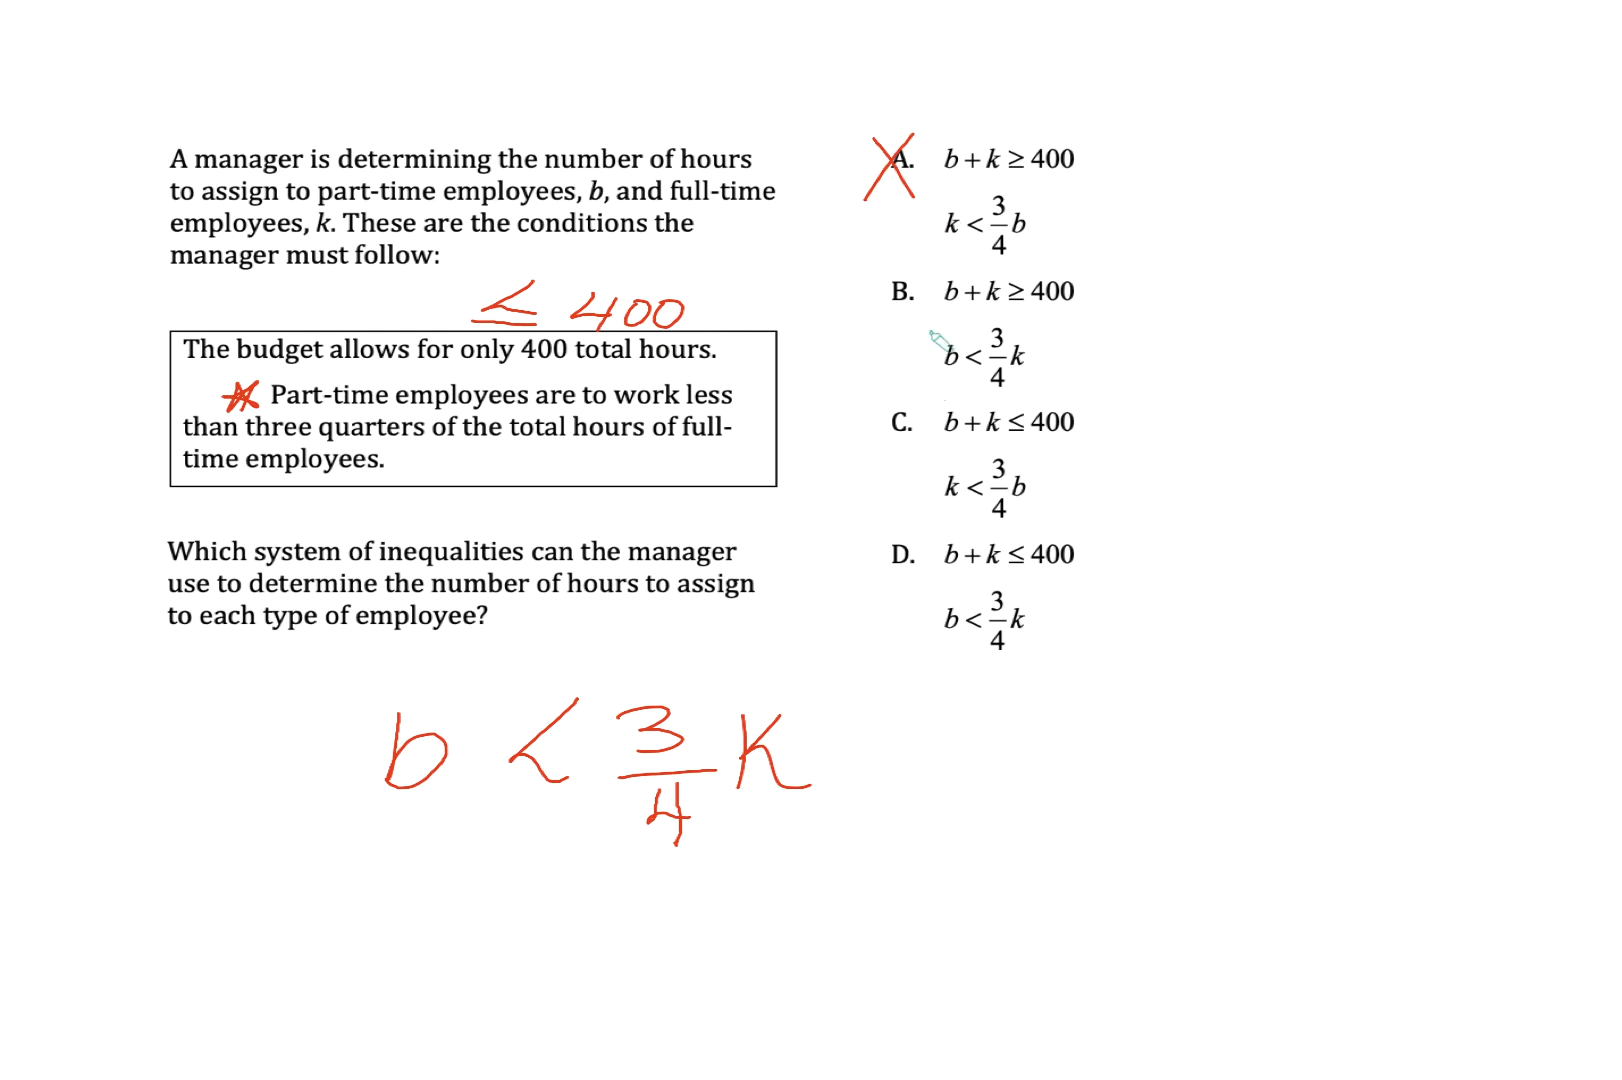 A manager is determining the number of hours
to assign to part-time employees, b, and full-time
employees, k. These are the conditions the
manager must follow:
≤ 400
The budget allows for only 400 total hours.
Part-time employees are to work less
than three quarters of the total hours of full-
time employees.
Which system of inequalities can the manager
use to determine the number of hours to assign
to each type of employee?
b < 3/4 K
A. b + k ≥ 400
k < 3/4 b
B. b + k ≥ 400
b < 3/4 k
C. b + k ≤ 400
k < 3/4 b
D. b + k ≤ 400
b < 3/4 k